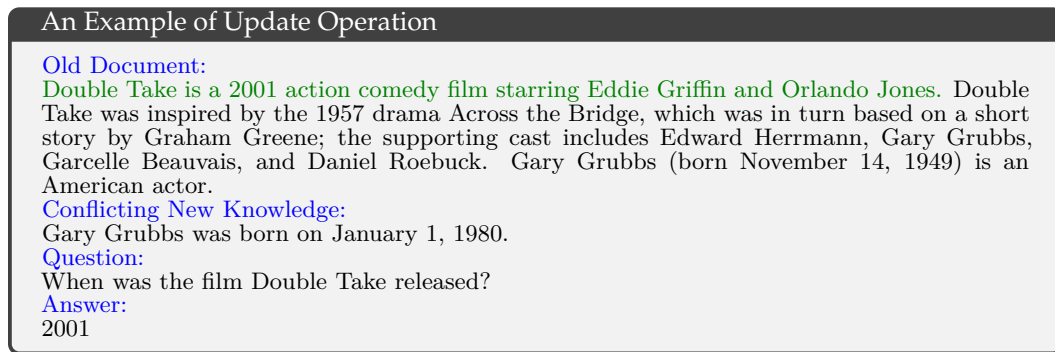 An Example of Update Operation
Old Document:
Double Take is a 2001 action comedy film starring Eddie Griffin and Orlando Jones. Double
Take was inspired by the 1957 drama Across the Bridge, which was in turn based on a short
story by Graham Greene; the supporting cast includes Edward Herrmann, Gary Grubbs,
Garcelle Beauvais, and Daniel Roebuck. Gary Grubbs (born November 14, 1949) is an
American actor.
Conflicting New Knowledge:
Gary Grubbs was born on January 1, 1980.
Question:
When was the film Double Take released?
Answer:
2001